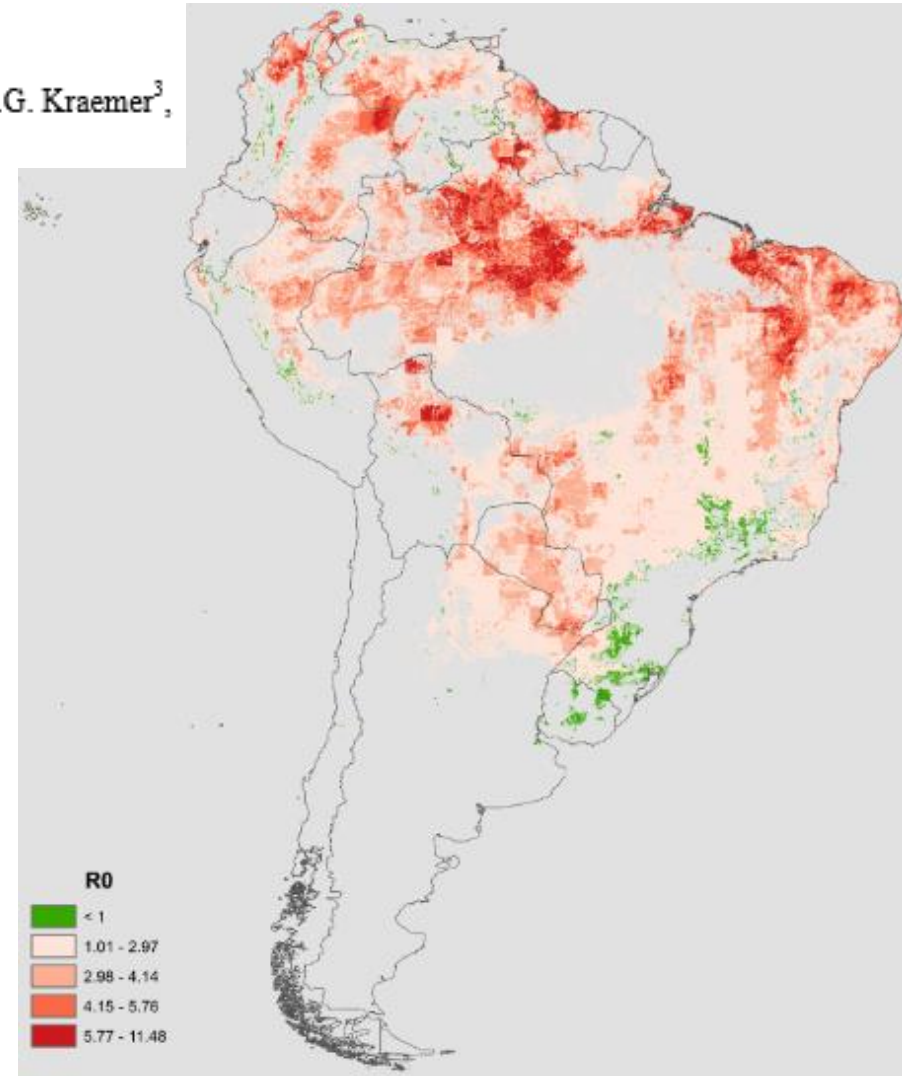 .G. Kraemer³,
R0
< 1
1.01 - 2.97
2.98 - 4.14
4.15 - 5.76
5.77 - 11.48